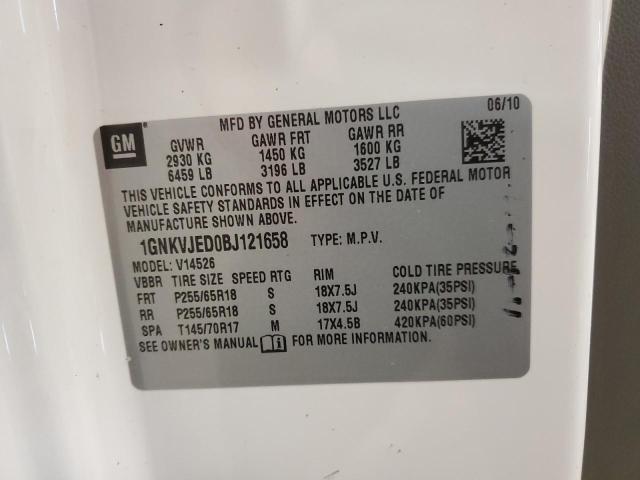 MFD BY GENERAL MOTORS LLC 06/10
GM
GVWR GAWR FRT GAWR RR
2930 KG 1450 KG 1600 KG
6459 LB 3196 LB 3527 LB
THIS VEHICLE CONFORMS TO ALL APPLICABLE U.S. FEDERAL MOTOR
VEHICLE SAFETY STANDARDS IN EFFECT ON THE DATE OF
MANUFACTURE SHOWN ABOVE.
1GNKVJED0BJ121658 TYPE: M.P.V.
MODEL: V14526
VBBR TIRE SIZE SPEED RTG RIM COLD TIRE PRESSURE
FRT P255/65R18 S 18X7.5J 240KPA(35PSI)
RR P255/65R18 S 18X7.5J 240KPA(35PSI)
SPA T145/70R17 M 17X4.5B 420KPA(60PSI)
SEE OWNER'S MANUAL FOR MORE INFORMATION.